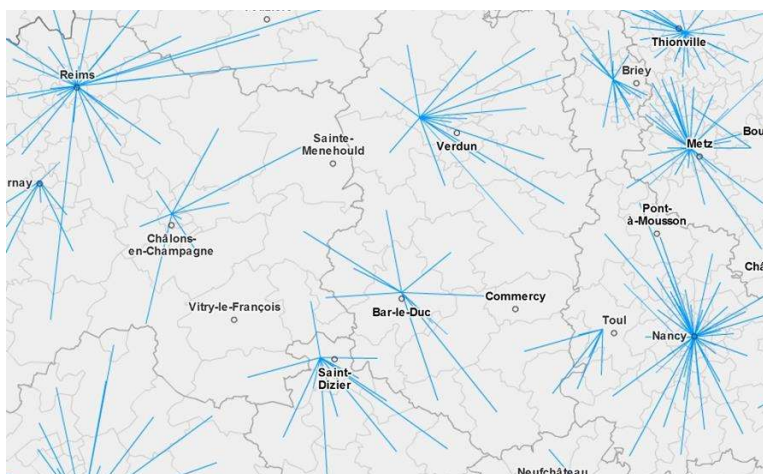 Thionville
Reims
Briey
Verdun
Sainte-
Menehould
Metz
Bou
rnay
Pont-
à-Mousson
Châlons-
en-Champagne
Châ
Commercy
Vitry-le-François
Bar-le-Duc
Toul
Nancy
Saint-
Dizier
Neufchâteau